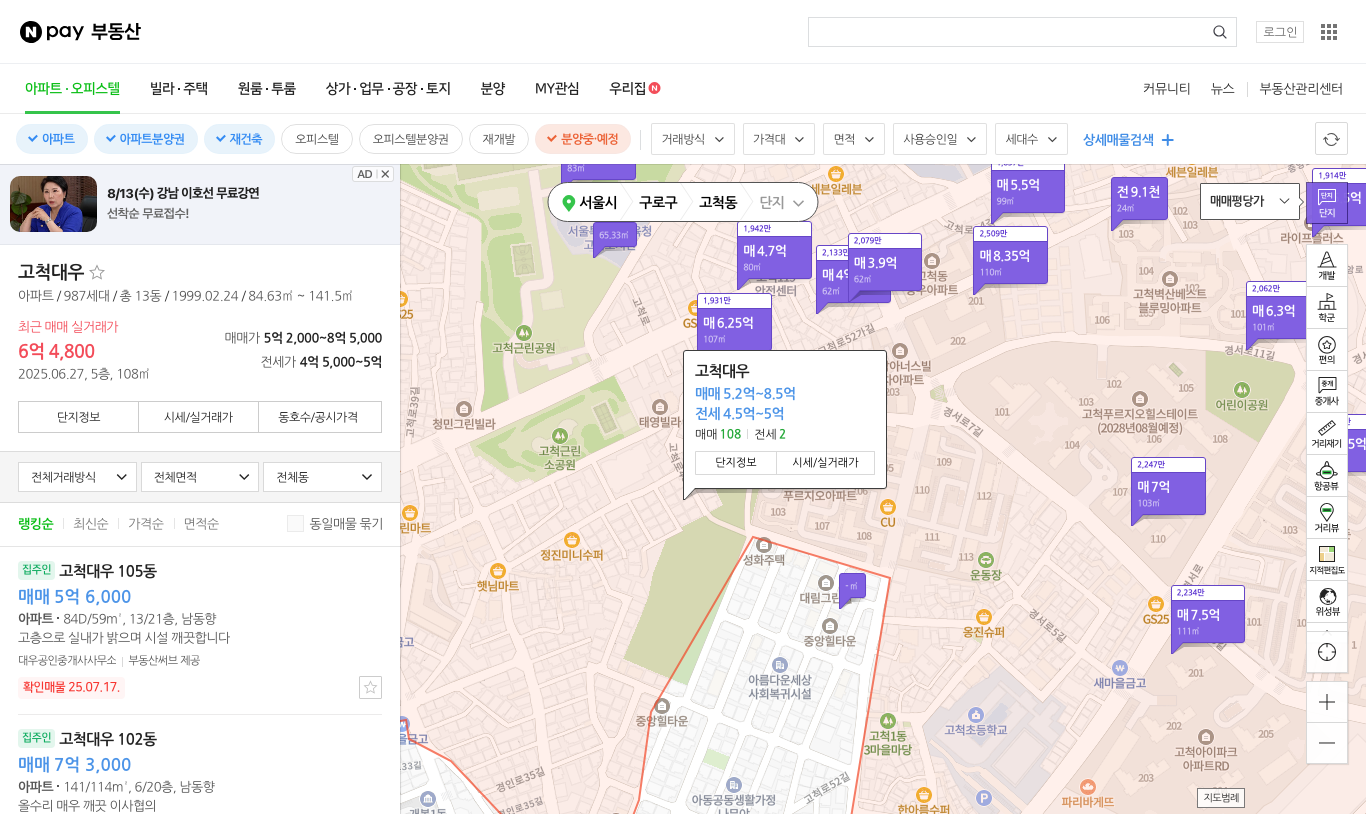 N pay 부동산
로그인
아파트·오피스텔 빌라·주택 원룸·투룸 상가·업무·공장·토지 분양 MY관심 우리집 N
커뮤니티 뉴스 부동산관리센터
아파트 아파트분양권 재건축 오피스텔 오피스텔분양권 재개발 분양중·예정
거래방식 가격대 면적 사용승인일 세대수 상세매물검색
AD
8/13(수) 강남 이호선 무료강연
선착순 무료접수!
고척대우
아파트 / 987세대 / 총 13동 / 1999.02.24 / 84.63㎡ ~ 141.5㎡
최근 매매 실거래가
6억 4,800
2025.06.27, 5층, 108㎡
매매가 5억 2,000~8억 5,000
전세가 4억 5,000~5억
단지정보 시세/실거래가 동호수/공시가격
전체거래방식 전체면적 전체동
랭킹순 최신순 가격순 면적순 동일매물 묶기
집주인 고척대우 105동
매매 5억 6,000
아파트 · 84D/59㎡, 13/21층, 남동향
고층으로 실내가 밝으며 시설 깨끗합니다
대우공인중개사사무소 부동산써브 제공
확인매물 25.07.17.
집주인 고척대우 102동
매매 7억 3,000
아파트 · 141/114㎡, 6/20층, 남동향
올수리 매우 깨끗 이사협의
서울시 구로구 고척동 단지
83㎡
65.33㎡
세븐일레븐
매 5.5억
99㎡
세븐일레븐
전 9.1천
24㎡
102
103
매매평당가
1,914만
단지
단지
라이프플러스
1,942만
매 4.7억
80㎡
안전센터
2,133만
62㎡
2,079만
매 3.9억
62㎡
2,509만
매 8.35억
110㎡
201
202
고척벽산베스트
블루밍아파트
106
104
101
2,062만
매 6.3억
101㎡
1,931만
매 6.25억
107㎡
고척근린공원
고척로52가길
경서로11길
고척대우
매매 5.2억~8.5억
전세 4.5억~5억
매매 108 전세 2
단지정보 시세/실거래가
푸르지오아파트
고척로39길
청민그린빌라
태영빌라
고척근린
소공원
경서로7길
고척푸르지오힐스테이트
(2028년08월예정)
어린이공원
2,247만
매 7억
103㎡
CU
정진미니수퍼
햇님마트
성화주택
중앙힐타운
아름다운세상
사회복귀시설
중앙힐타운
운동장
웅진수퍼
경서로5길
GS25
2,234만
매 7.5억
111㎡
새마을금고
고척초등학교
고척1동
3마을마당
고척아이파크
아파트RD
경인로35길
경인로35길
고척로52길
아동공동생활가정
나무와
한아름수퍼
파리바게뜨
지도범례
- ㎡
개발
학군
편의
중개
중개사
거리재기
항공뷰
거리뷰
지적편집도
위성뷰